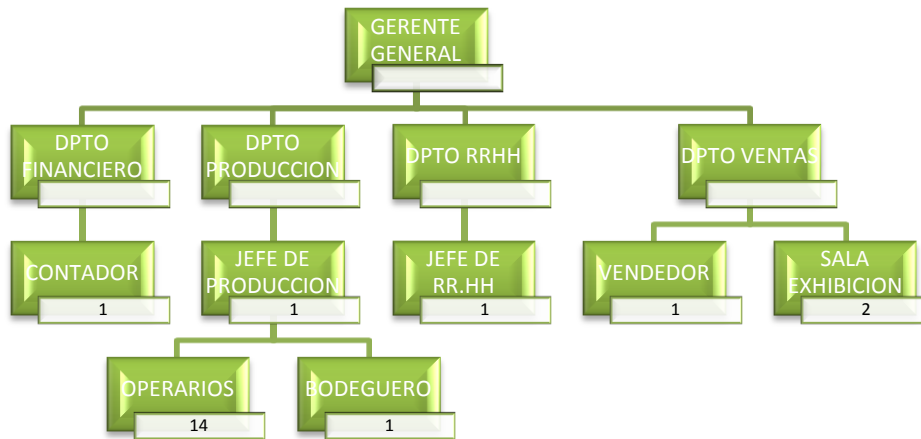 GERENTE
GENERAL
DPTO
FINANCIERO
DPTO
PRODUCCION
DPTO RRHH
DPTO VENTAS
CONTADOR
1
JEFE DE
PRODUCCION
1
JEFE DE
RR.HH
1
VENDEDOR
1
SALA
EXHIBICION
2
OPERARIOS
14
BODEGUERO
1